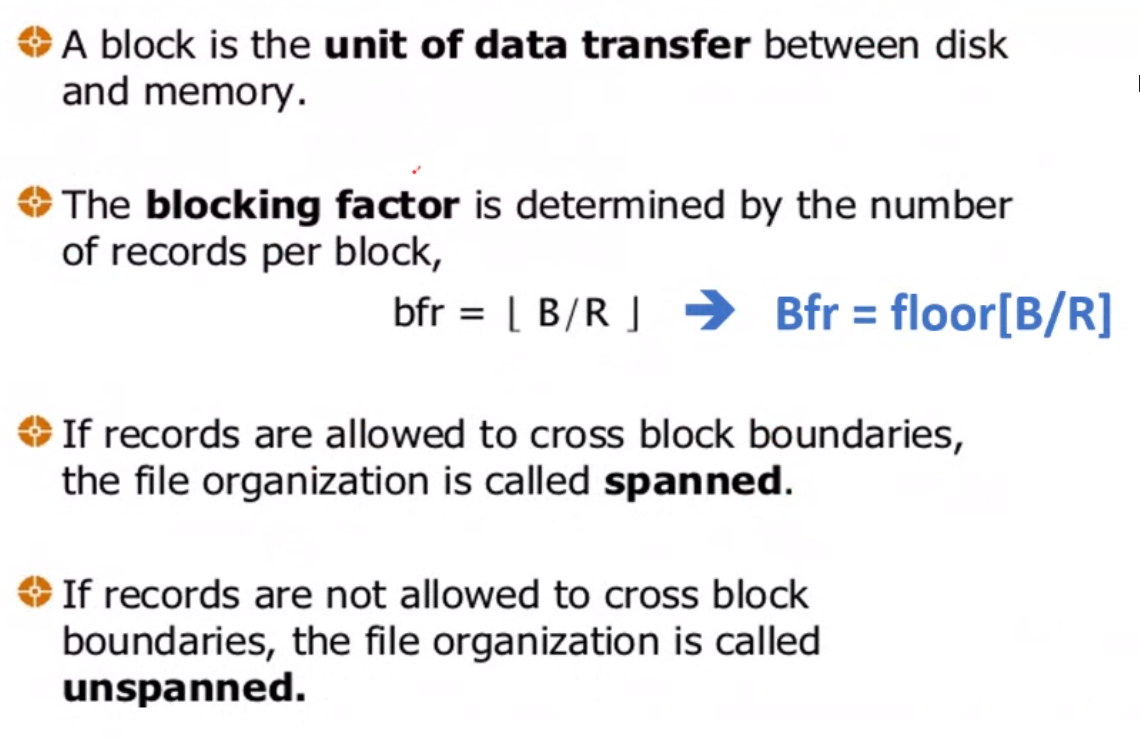 A block is the unit of data transfer between disk
and memory.
The blocking factor is determined by the number
of records per block,
bfr = ⌊ B/R ⌋ ➔ Bfr = floor[B/R]
If records are allowed to cross block boundaries,
the file organization is called spanned.
If records are not allowed to cross block
boundaries, the file organization is called
unspanned.